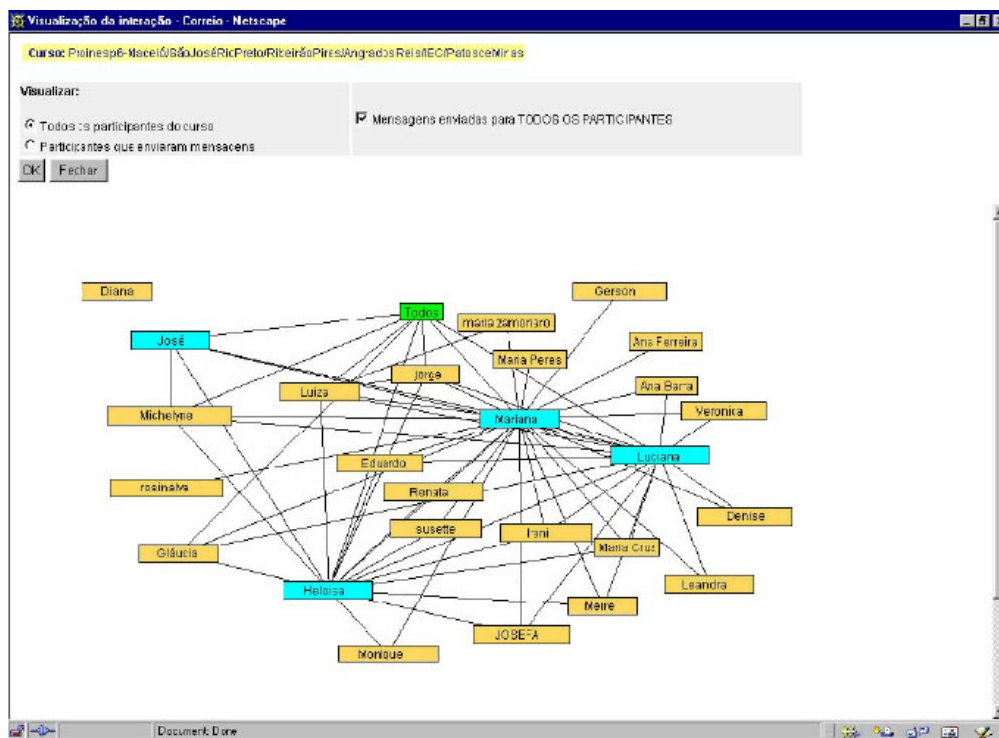 Visualização da interação - Correio - Netscape
Curso: Proinesp6-Maceió/SãoJoséRioPreto/RibeirãoPires/AngradosReis/IEC/PatosdeMinas
Visualizar:
Todos os participantes do curso
Mensagens enviadas para TODOS OS PARTICIPANTES
Participantes que enviaram mensagens
OK
Fechar
Diana
Gerson
Todos
maria zamonaro
José
Ana Ferreira
Maria Peres
Jorge
Luiza
Ana Barra
Michelyne
Mariana
Veronica
Luciana
Eduardo
rosinalva
Renata
Denise
susette
Irani
Gláucia
Maria Cruz
Heloisa
Leandra
Meire
JOSEFA
Monique
Document: Done